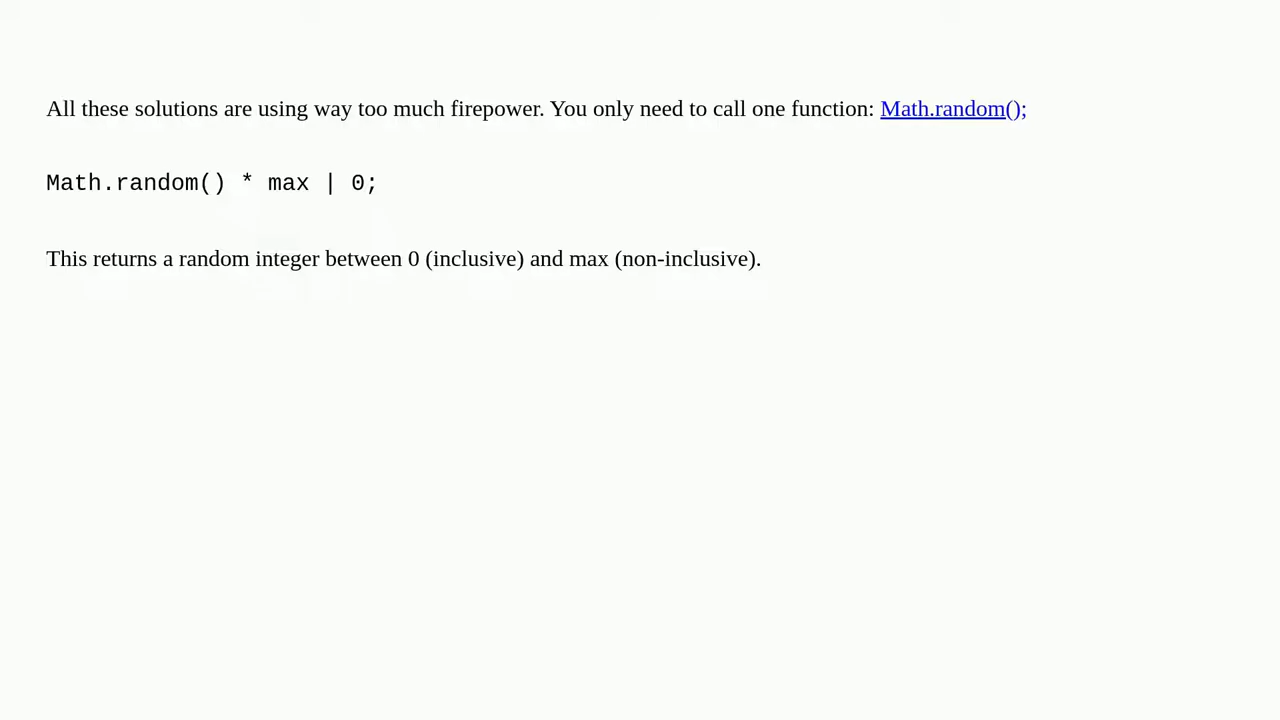 All these solutions are using way too much firepower. You only need to call one function: Math.random();
Math.random() * max | 0;
This returns a random integer between 0 (inclusive) and max (non-inclusive).